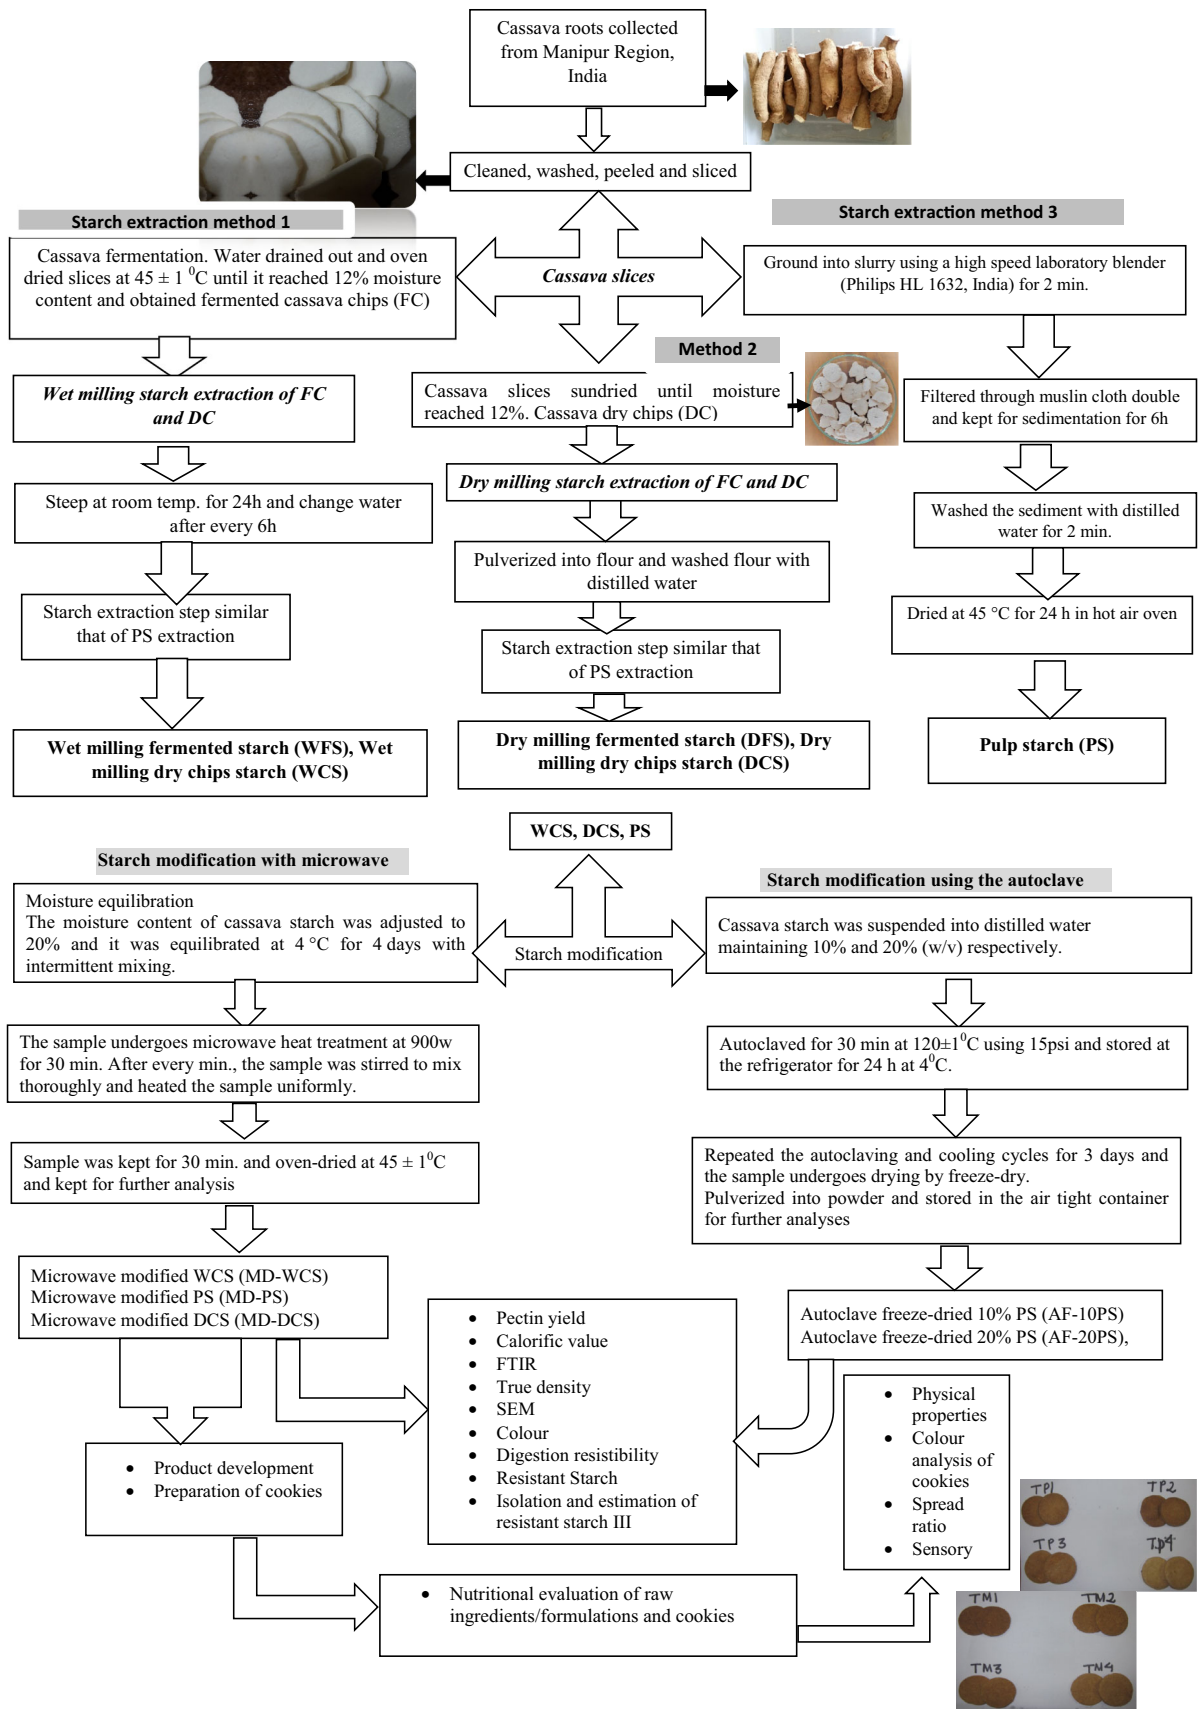 Cassava roots collected
from Manipur Region,
India
Cleaned, washed, peeled and sliced
Starch extraction method 1
Starch extraction method 3
Cassava fermentation. Water drained out and oven
dried slices at 45 ± 1 ⁰C until it reached 12% moisture
content and obtained fermented cassava chips (FC)
Cassava slices
Ground into slurry using a high speed laboratory blender
(Philips HL 1632, India) for 2 min.
Method 2
Wet milling starch extraction of FC
and DC
Cassava slices sundried until moisture
reached 12%. Cassava dry chips (DC)
Filtered through muslin cloth double
and kept for sedimentation for 6h
Dry milling starch extraction of FC and DC
Steep at room temp. for 24h and change water
after every 6h
Washed the sediment with distilled
water for 2 min.
Pulverized into flour and washed flour with
distilled water
Starch extraction step similar
that of PS extraction
Dried at 45 °C for 24 h in hot air oven
Starch extraction step similar that
of PS extraction
Wet milling fermented starch (WFS), Wet
milling dry chips starch (WCS)
Dry milling fermented starch (DFS), Dry
milling dry chips starch (DCS)
Pulp starch (PS)
WCS, DCS, PS
Starch modification with microwave
Starch modification using the autoclave
Moisture equilibration
The moisture content of cassava starch was adjusted to
20% and it was equilibrated at 4 °C for 4 days with
intermittent mixing.
Starch modification
Cassava starch was suspended into distilled water
maintaining 10% and 20% (w/v) respectively.
The sample undergoes microwave heat treatment at 900w
for 30 min. After every min., the sample was stirred to mix
thoroughly and heated the sample uniformly.
Autoclaved for 30 min at 120±1⁰C using 15psi and stored at
the refrigerator for 24 h at 4⁰C.
Sample was kept for 30 min. and oven-dried at 45 ± 1⁰C
and kept for further analysis
Repeated the autoclaving and cooling cycles for 3 days and
the sample undergoes drying by freeze-dry.
Pulverized into powder and stored in the air tight container
for further analyses
Microwave modified WCS (MD-WCS)
Microwave modified PS (MD-PS)
Microwave modified DCS (MD-DCS)
Autoclave freeze-dried 10% PS (AF-10PS)
Autoclave freeze-dried 20% PS (AF-20PS),
• Pectin yield
• Calorific value
• FTIR
• True density
• SEM
• Colour
• Digestion resistibility
• Resistant Starch
• Isolation and estimation of
resistant starch III
• Physical
properties
• Colour
analysis of
cookies
• Spread
ratio
• Sensory
• Product development
• Preparation of cookies
• Nutritional evaluation of raw
ingredients/formulations and cookies
TP1 TP2
TP3 TP4
TM1 TM2
TM3 TM4